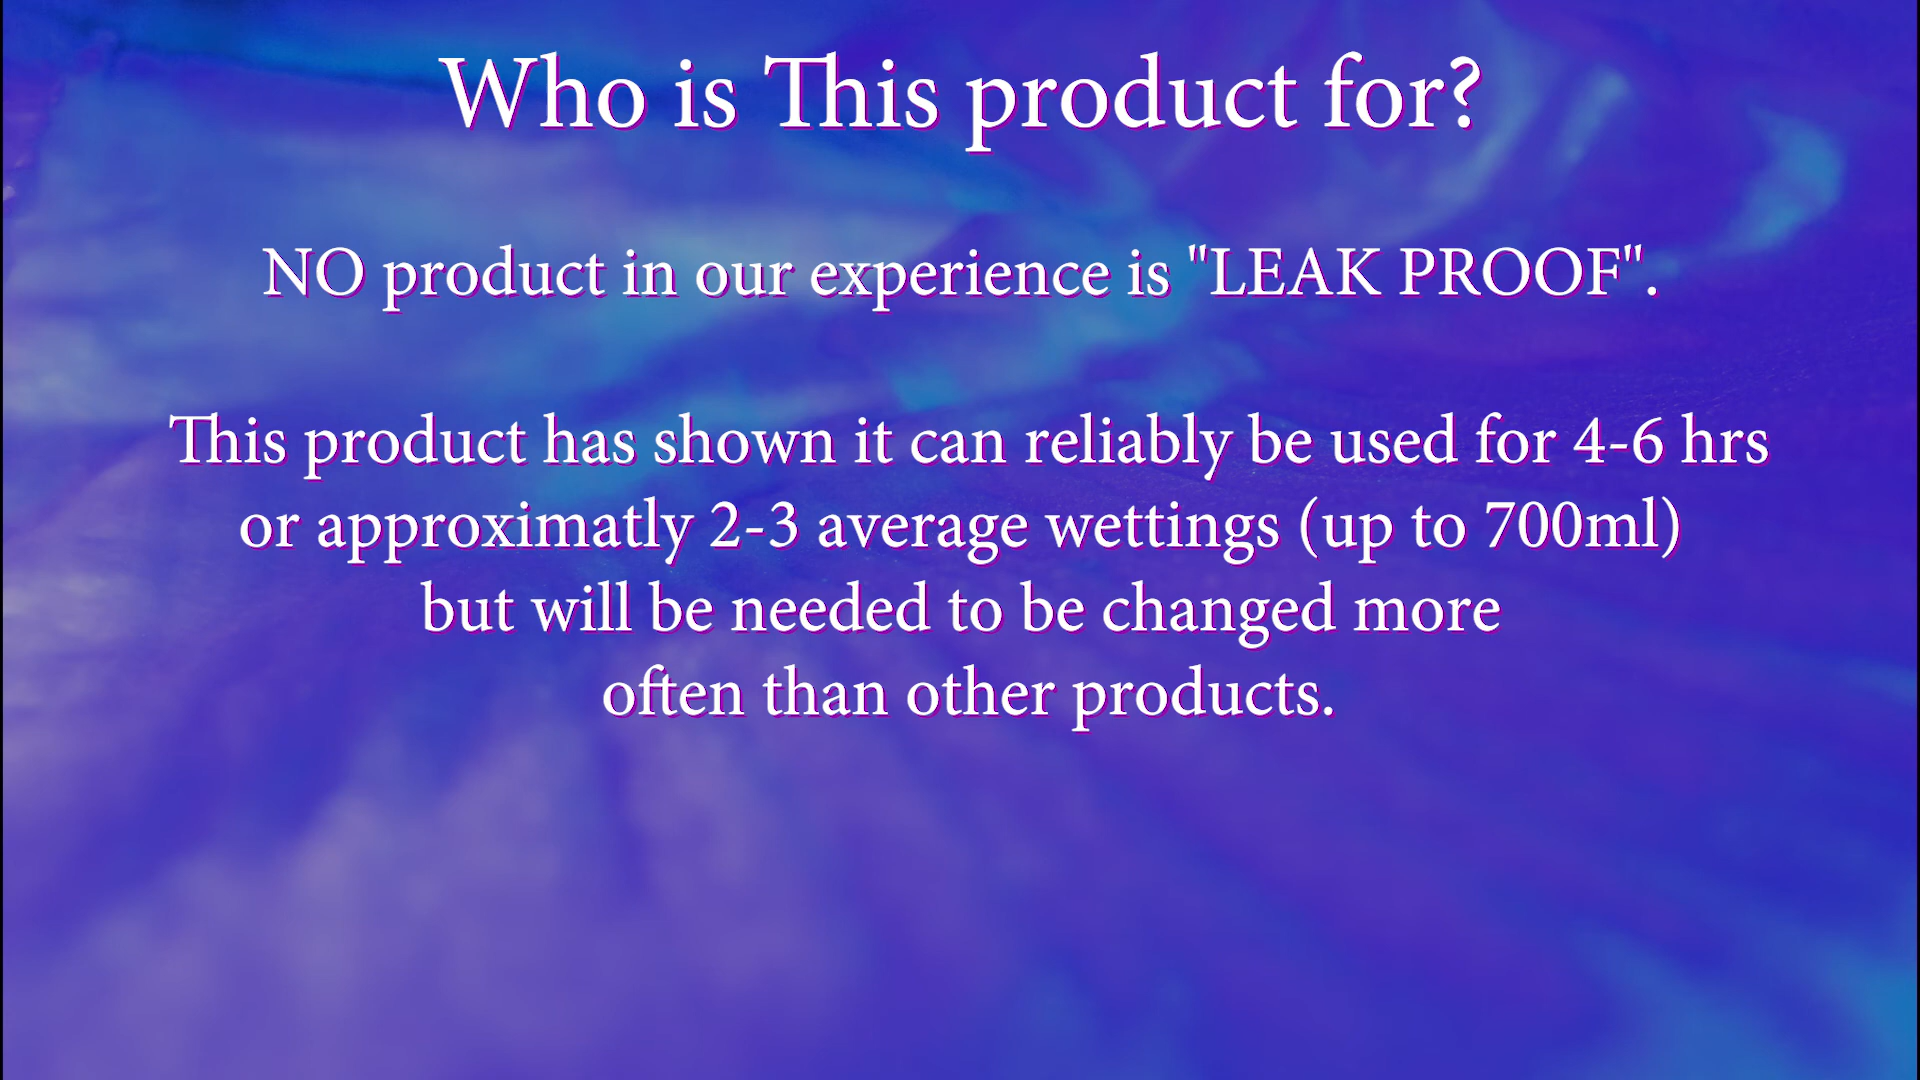 Who is This product for?
NO product in our experience is "LEAK PROOF".
This product has shown it can reliably be used for 4-6 hrs
or approximatly 2-3 average wettings (up to 700ml)
but will be needed to be changed more
often than other products.